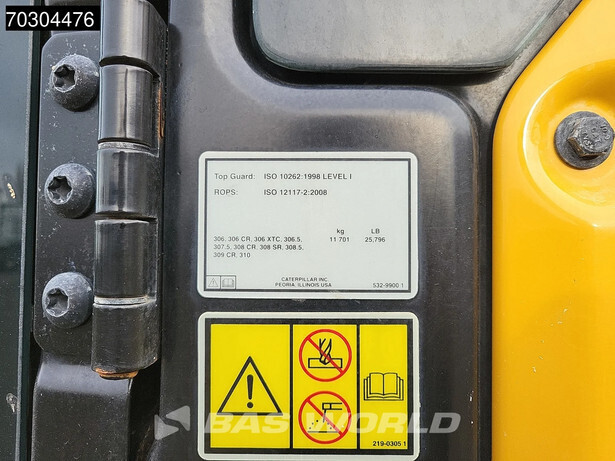 70304476
Top Guard: ISO 10262:1998 LEVEL I
ROPS: ISO 12117-2:2008
kg LB
306, 306 CR, 306 XTC, 306.5, 11 701 25,796
307.5, 308 CR, 308 SR, 308.5,
309 CR, 310
CATERPILLAR INC.
PEORIA, ILLINOIS, USA 532-9900 1
BAS WORLD
219-0305 1